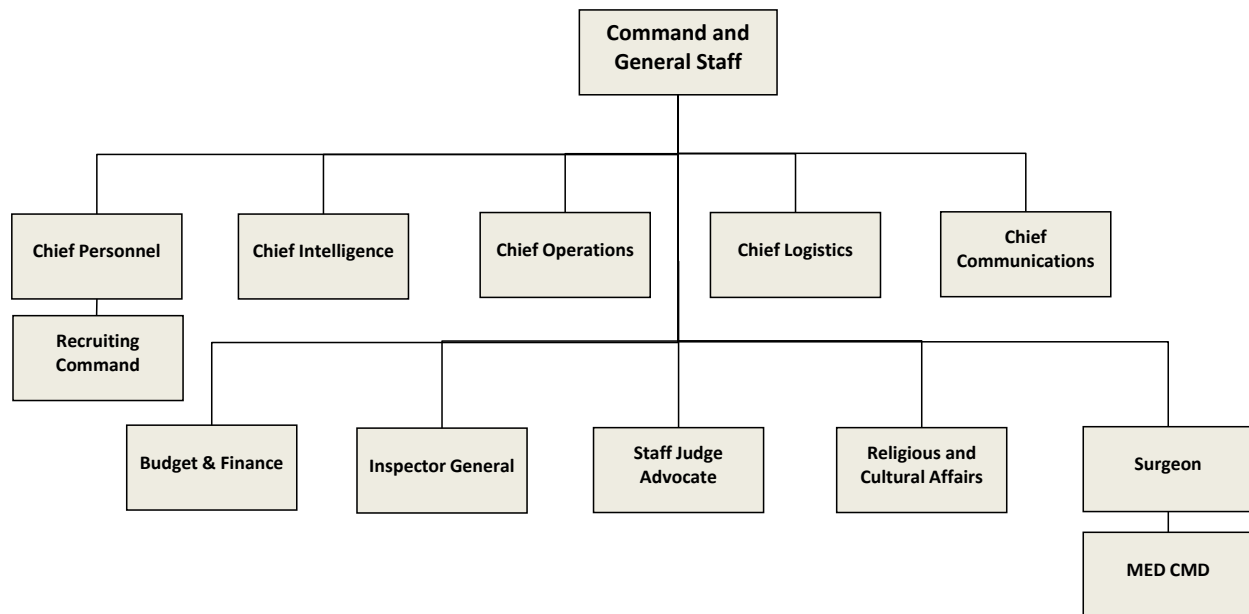 Command and
General Staff
Chief Personnel
Chief Intelligence
Chief Operations
Chief Logistics
Chief
Communications
Recruiting
Command
Budget & Finance
Inspector General
Staff Judge
Advocate
Religious and
Cultural Affairs
Surgeon
MED CMD